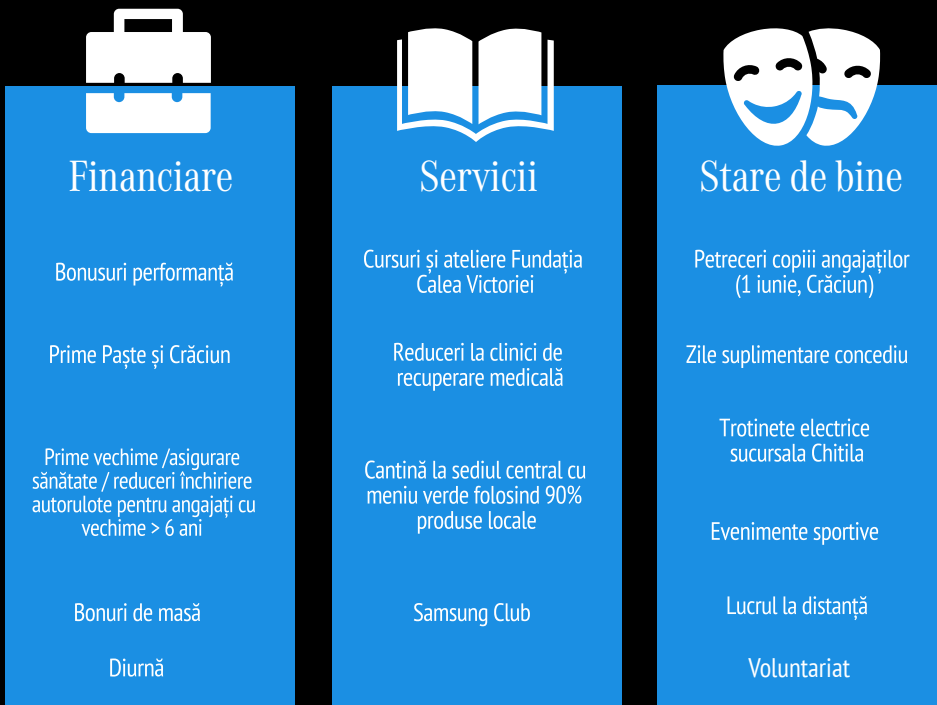 Financiare
Bonusuri performanță
Prime Paște și Crăciun
Prime vechime /asigurare
sănătate / reduceri închiriere
autorulote pentru angajați cu
vechime > 6 ani
Bonuri de masă
Diurnă
Servicii
Cursuri și ateliere Fundația
Calea Victoriei
Reduceri la clinici de
recuperare medicală
Cantină la sediul central cu
meniu verde folosind 90%
produse locale
Samsung Club
Stare de bine
Petreceri copiii angajaților
(1 iunie, Crăciun)
Zile suplimentare concediu
Trotinete electrice
sucursala Chitila
Evenimente sportive
Lucrul la distanță
Voluntariat